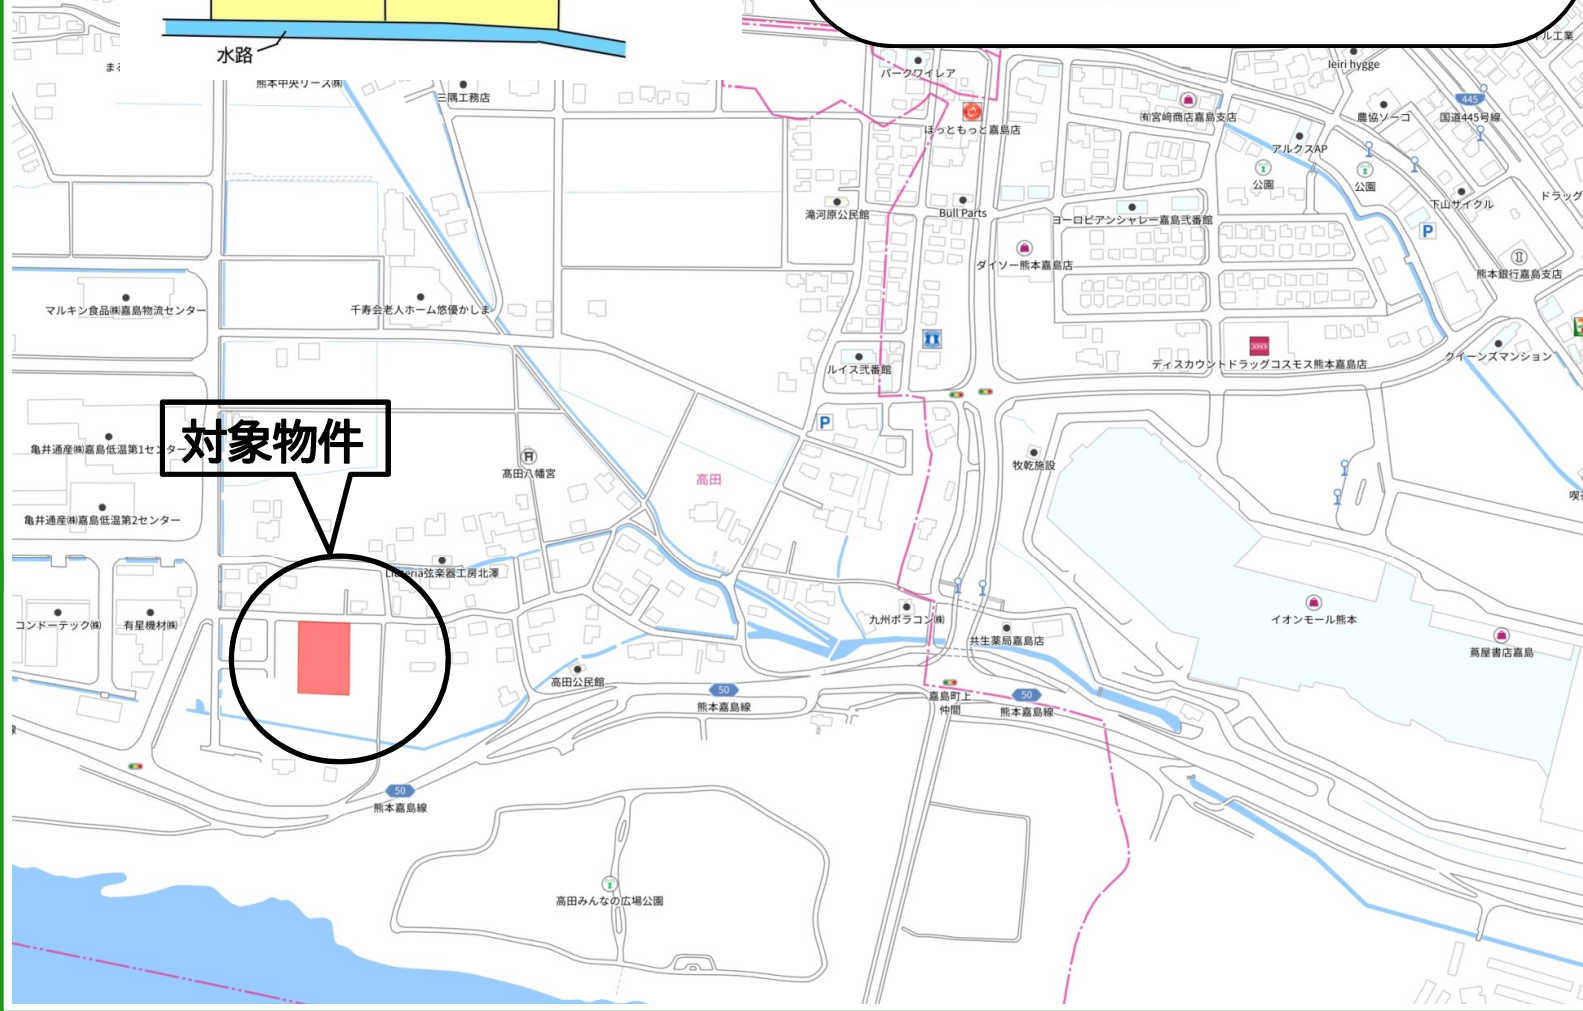 水路
熊本中央リース㈱
三隅工務店
パークワイレア
ほっともっと嘉島店
Ieiri hygge
ル工業
㈲宮﨑商店嘉島支店
農協ソーゴ
445
国道445号線
アルクスAP
公園
公園
下山サイクル
ドラッグ
滝河原公民館
Bull Parts
ヨーロピアンシャレー嘉島弐番館
P
ダイソー熊本嘉島店
熊本銀行嘉島支店
マルキン食品㈱嘉島物流センター
千寿会老人ホーム悠優かしま
ルイス弐番館
ディスカウントドラッグコスモス熊本嘉島店
クイーンズマンション
P
対象物件
亀井通産㈱嘉島低温第1センター
髙田八幡宮
高田
牧乾施設
亀井通産㈱嘉島低温第2センター
弦楽器工房北澤
コンドーテック㈱
有星機材㈱
九州ボラコン㈱
共生薬局嘉島店
イオンモール熊本
蔦屋書店嘉島
高田公民館
50
熊本嘉島線
嘉島町上
仲間
50
熊本嘉島線
50
熊本嘉島線
高田みんなの広場公園